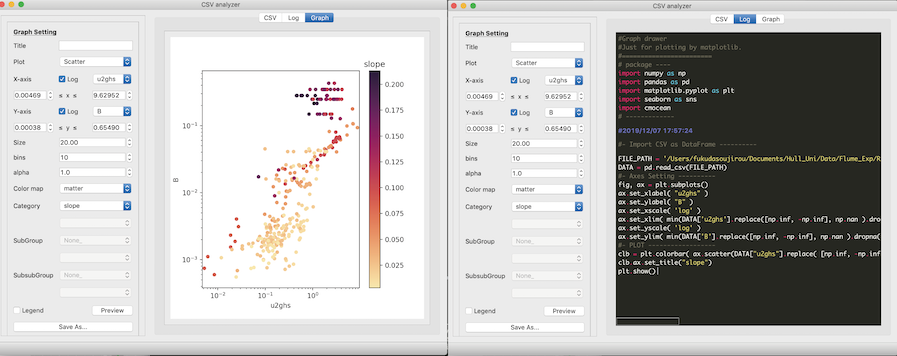 CSV analyzer
CSV Log Graph
Graph Setting
Title
Plot Scatter
X-axis Log u2ghs
0.00469 ≤ x ≤ 9.62952
Y-axis Log B
0.00038 ≤ y ≤ 0.65490
Size 20.00
bins 10
alpha 1.0
Color map matter
Category slope
SubGroup None_
SubsubGroup None_
Legend Preview
Save As...
slope
0.200
0.175
0.150
0.125
0.100
0.075
0.050
0.025
10⁻¹
10⁻²
10⁻³
B
10⁻² 10⁻¹ 10⁰
u2ghs
CSV analyzer
CSV Log Graph
Graph Setting
Title
Plot Scatter
X-axis Log u2ghs
0.00469 ≤ x ≤ 9.62952
Y-axis Log B
0.00038 ≤ y ≤ 0.65490
Size 20.00
bins 10
alpha 1.0
Color map matter
Category slope
SubGroup None_
SubsubGroup None_
Legend Preview
Save As...
#Graph drawer
#Just for plotting by matplotlib.
#=======================
# package ----
import numpy as np
import pandas as pd
import matplotlib.pyplot as plt
import seaborn as sns
import cmocean
# -------------
#2019/12/07 17:57:24
#- Import CSV as DataFrame ----------
FILE_PATH = '/Users/fukudasoujirou/Documents/Hull_Uni/Data/Flume_Exp/R
DATA = pd.read_csv(FILE_PATH)
#- Axes Setting ----------
fig, ax = plt.subplots()
ax.set_xlabel( "u2ghs" )
ax.set_ylabel( "B" )
ax.set_xscale( 'log' )
ax.set_xlim( min(DATA['u2ghs'].replace([np.inf, -np.inf], np.nan ).dro
ax.set_yscale( 'log' )
ax.set_ylim( min(DATA['B'].replace([np.inf, -np.inf], np.nan ).dropna(
#- PLOT ------------------
clb = plt.colorbar( ax.scatter(DATA["u2ghs"].replace( [np.inf, -np.inf
clb.ax.set_title("slope")
plt.show()